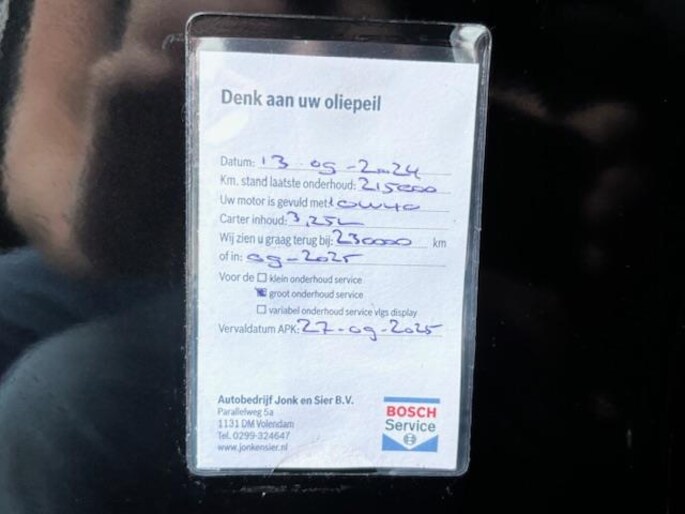 Denk aan uw oliepeil
Datum: 13-09-2024
Km. stand laatste onderhoud: 215000
Uw motor is gevuld met: 10W40
Carter inhoud: 3,25L
Wij zien u graag terug bij: 230000 km
of in: 09-2025
Voor de ☐ klein onderhoud service
☒ groot onderhoud service
☐ variabel onderhoud service vlgs display
Vervaldatum APK: 27-09-2025
Autobedrijf Jonk en Sier B.V.
Parallelweg 5a
1131 DM Volendam
Tel. 0299-324647
www.jonkensier.nl
BOSCH
Service